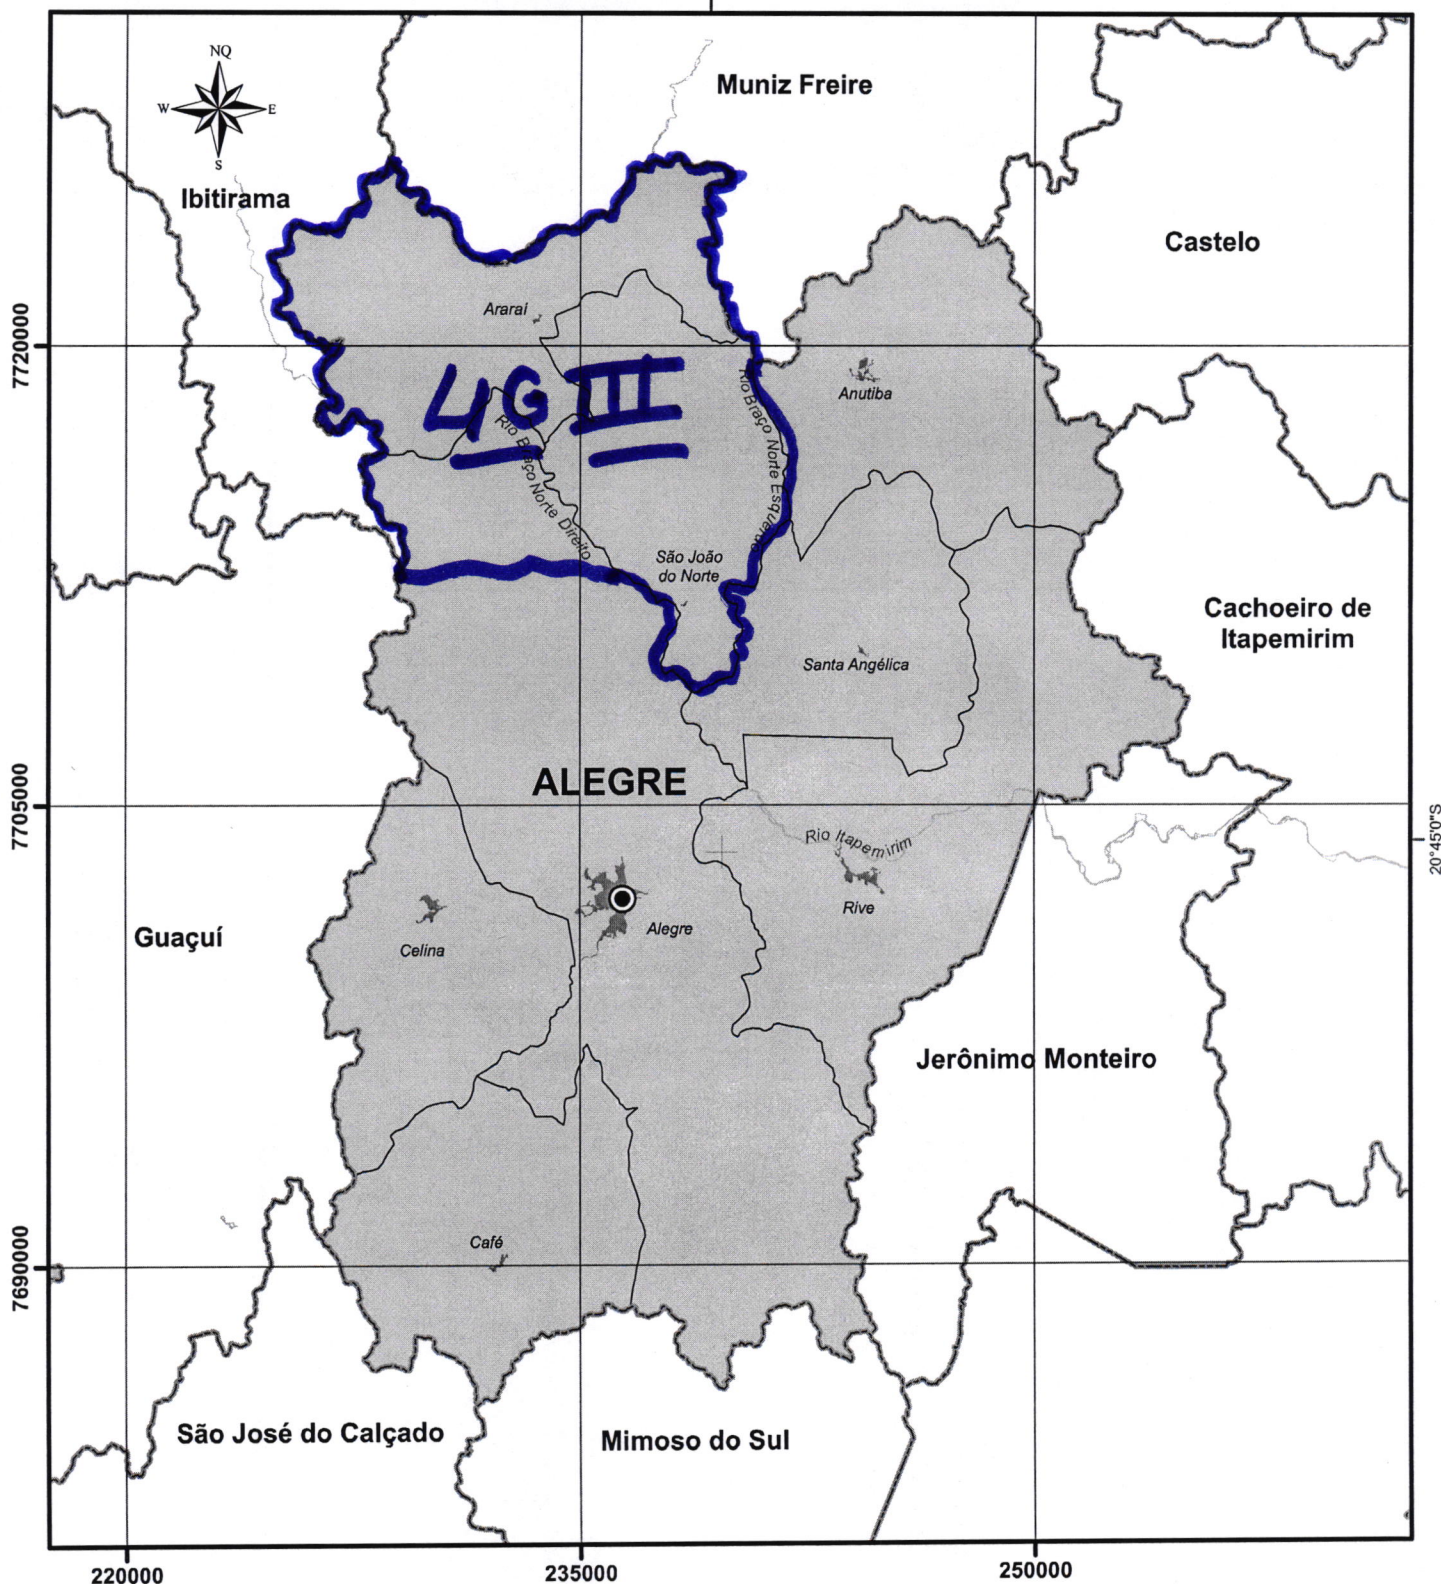 NQ
W E
S
Muniz Freire
Ibitirama
Castelo
Ararai
7720000
UG III
Anutiba
Rio Braço Norte Direito
Rio Braço Norte Esquerdo
São João
do Norte
Cachoeiro de
Itapemirim
Santa Angélica
ALEGRE
7705000
Rio Itapemirim
20°45'0"S
Rive
Guaçuí
Celina
Alegre
Jerônimo Monteiro
Café
7690000
São José do Calçado
Mimoso do Sul
220000
235000
250000